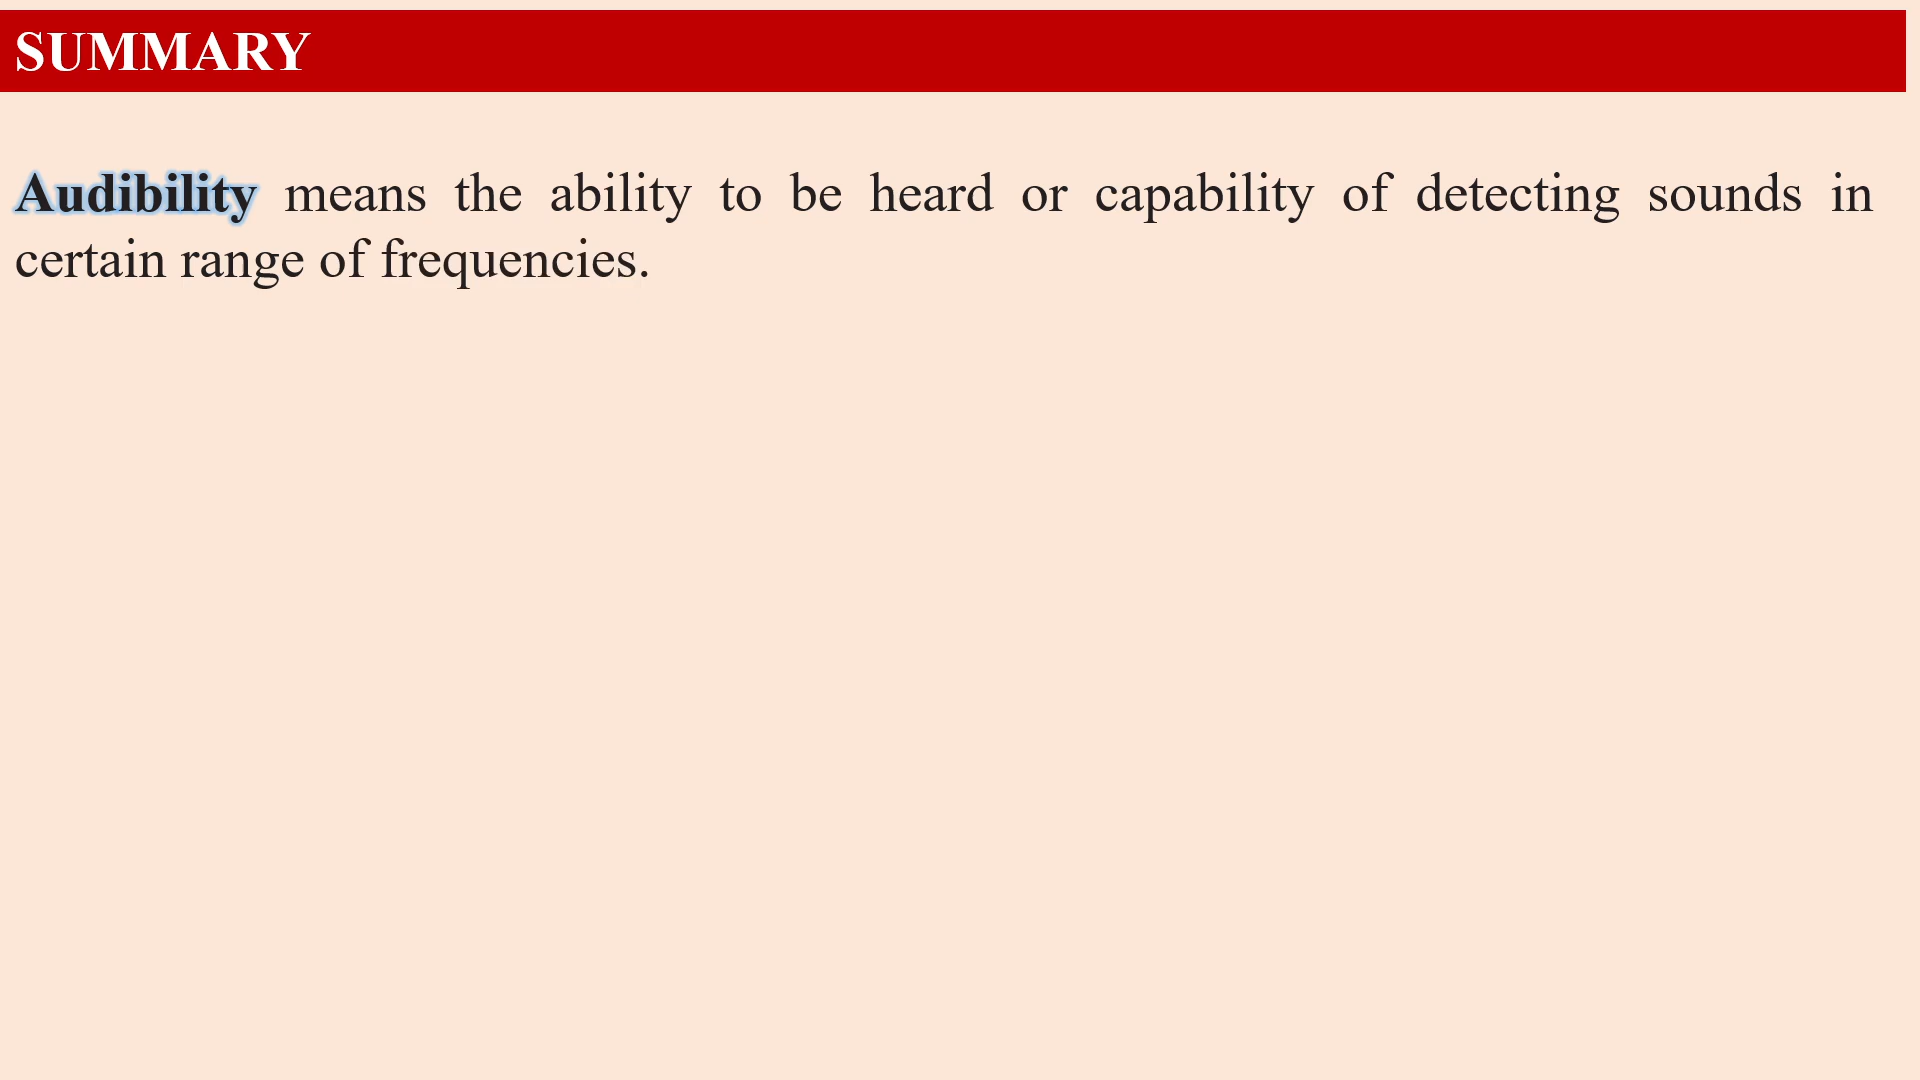 SUMMARY
Audibility means the ability to be heard or capability of detecting sounds in
certain range of frequencies.